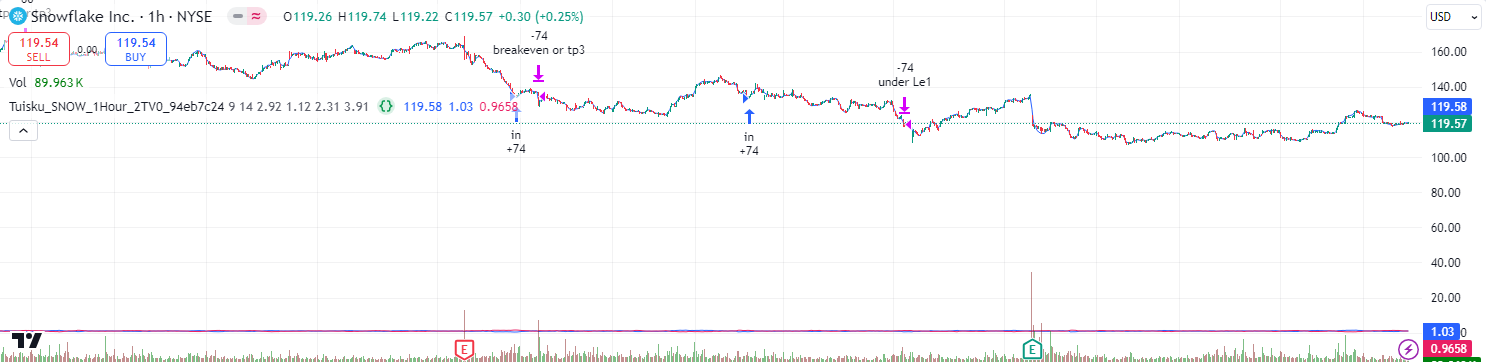 Snowflake Inc. · 1h · NYSE
O119.26 H119.74 L119.22 C119.57 +0.30 (+0.25%)
USD
119.54
SELL
0.00
119.54
BUY
Vol 89.963 K
Tuisku_SNOW_1Hour_2TV0_94eb7c24 9 14 2.92 1.12 2.31 3.91 {} 119.58 1.03 0.9658
-74
breakeven or tp3
in
+74
in
+74
-74
under Le1
160.00
140.00
119.58
119.57
100.00
80.00
60.00
40.00
20.00
1.03
0.9658
E
E